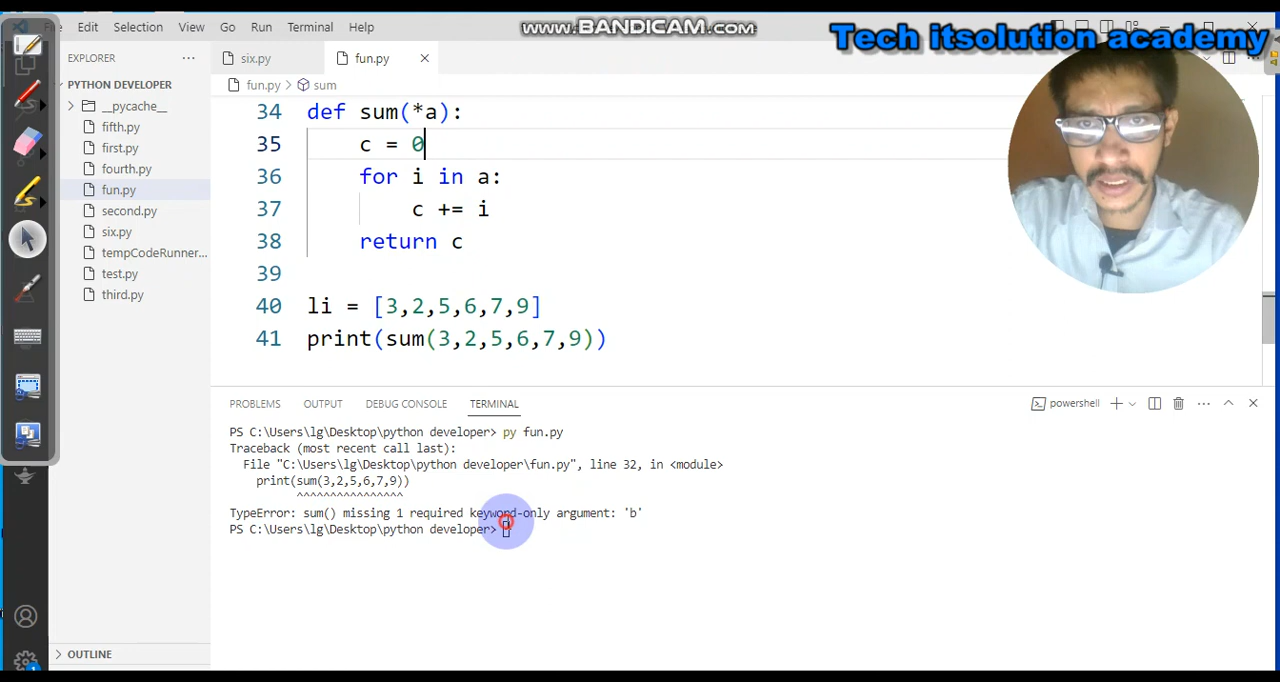 File Edit Selection View Go Run Terminal Help
WWW.BANDICAM.COM
Tech itsolution academy
EXPLORER
six.py
fun.py
fun.py > sum
PYTHON DEVELOPER
__pycache__
fifth.py
first.py
fourth.py
fun.py
second.py
six.py
tempCodeRunner...
test.py
third.py
OUTLINE
34 def sum(*a):
35 c = 0
36 for i in a:
37 c += i
38 return c
39
40 li = [3,2,5,6,7,9]
41 print(sum(3,2,5,6,7,9))
PROBLEMS OUTPUT DEBUG CONSOLE TERMINAL
powershell
PS C:\Users\lg\Desktop\python developer> py fun.py
Traceback (most recent call last):
File "C:\Users\lg\Desktop\python developer\fun.py", line 32, in <module>
print(sum(3,2,5,6,7,9))
^^^^^^^^^^^^^^^^
TypeError: sum() missing 1 required keyword-only argument: 'b'
PS C:\Users\lg\Desktop\python developer>